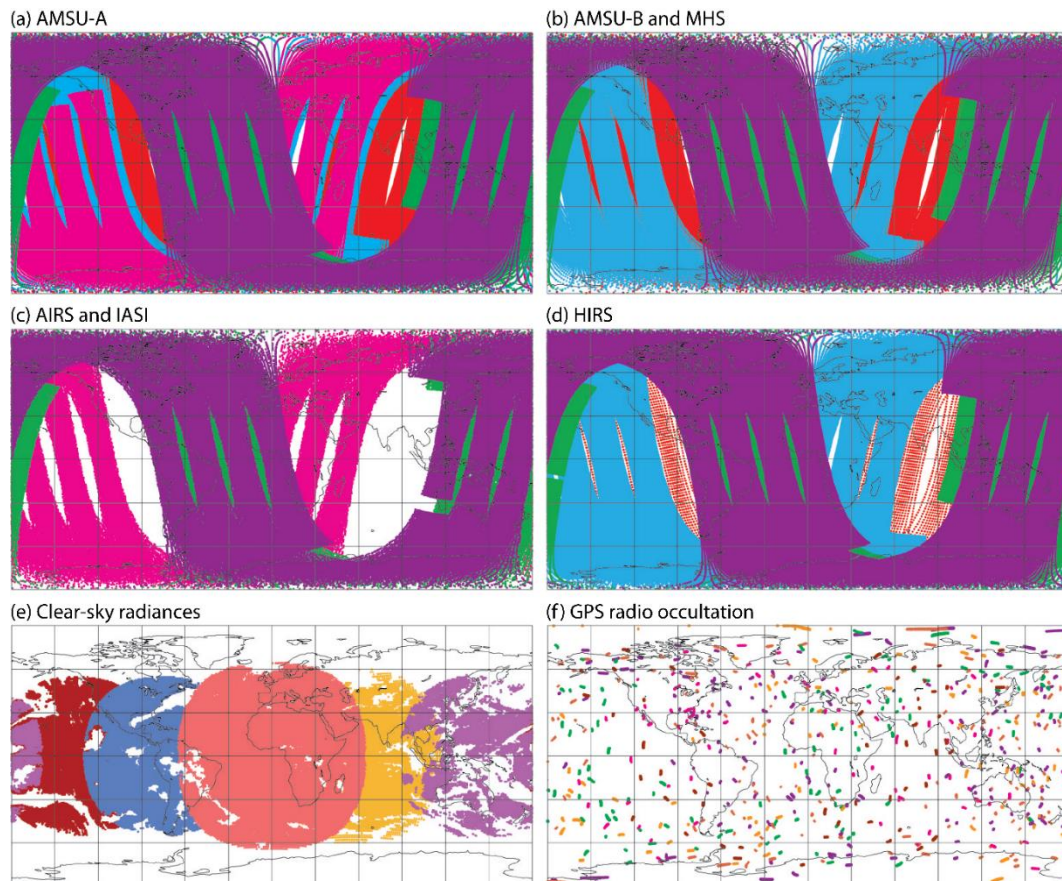 (a) AMSU-A
(b) AMSU-B and MHS
(c) AIRS and IASI
(d) HIRS
(e) Clear-sky radiances
(f) GPS radio occultation